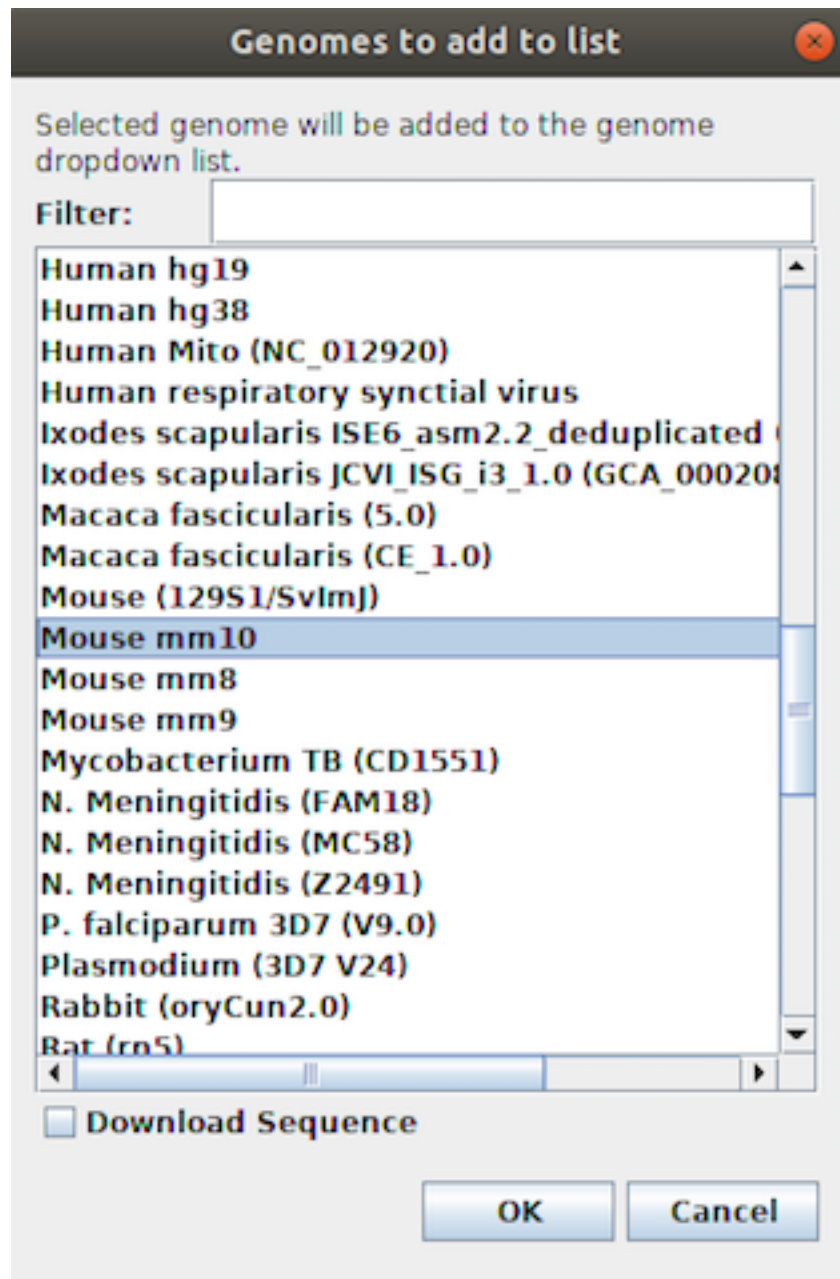 Genomes to add to list
Selected genome will be added to the genome
dropdown list.
Filter:
Human hg19
Human hg38
Human Mito (NC_012920)
Human respiratory synctial virus
Ixodes scapularis ISE6_asm2.2_deduplicated (
Ixodes scapularis JCVI_ISG_i3_1.0 (GCA_00020
Macaca fascicularis (5.0)
Macaca fascicularis (CE_1.0)
Mouse (129S1/SvImJ)
Mouse mm10
Mouse mm8
Mouse mm9
Mycobacterium TB (CD1551)
N. Meningitidis (FAM18)
N. Meningitidis (MC58)
N. Meningitidis (Z2491)
P. falciparum 3D7 (V9.0)
Plasmodium (3D7 V24)
Rabbit (oryCun2.0)
Rat (rn5)
Download Sequence
OK Cancel